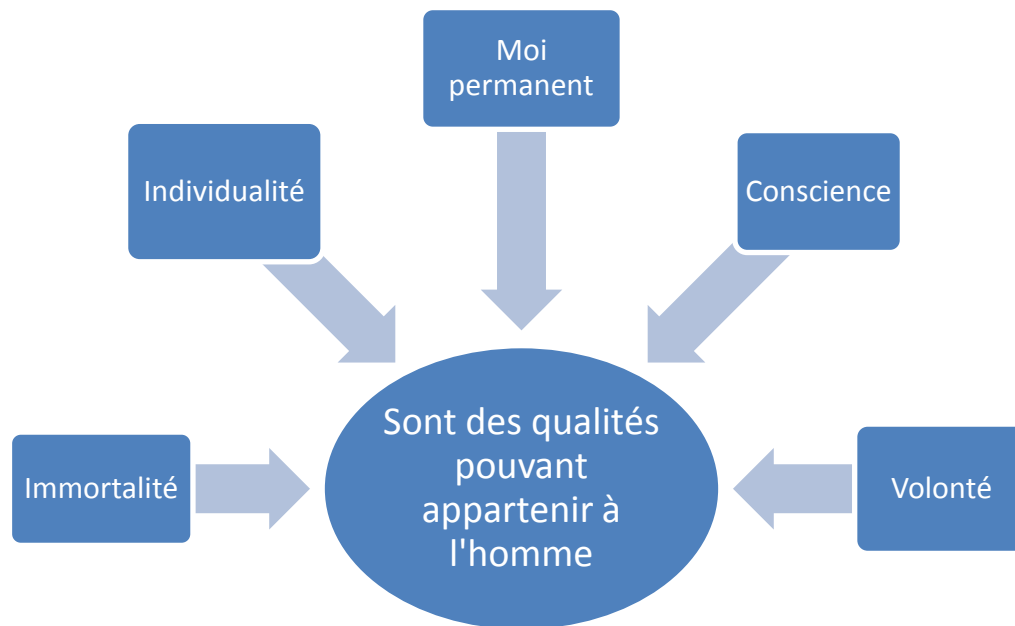 Moi
permanent
Individualité
Conscience
Immortalité
Sont des qualités
pouvant
appartenir à
l'homme
Volonté